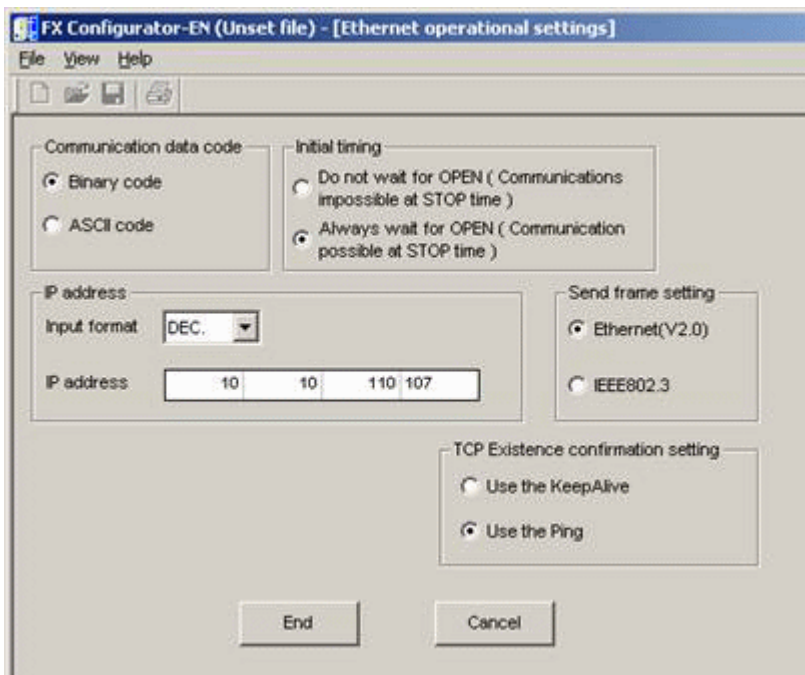 FX Configurator-EN (Unset file) - [Ethernet operational settings]
File View Help
Communication data code
Binary code
ASCII code
Initial timing
Do not wait for OPEN ( Communications
impossible at STOP time )
Always wait for OPEN ( Communication
possible at STOP time )
IP address
Input format DEC.
IP address 10 10 110 107
Send frame setting
Ethernet(V2.0)
IEEE802.3
TCP Existence confirmation setting
Use the KeepAlive
Use the Ping
End Cancel